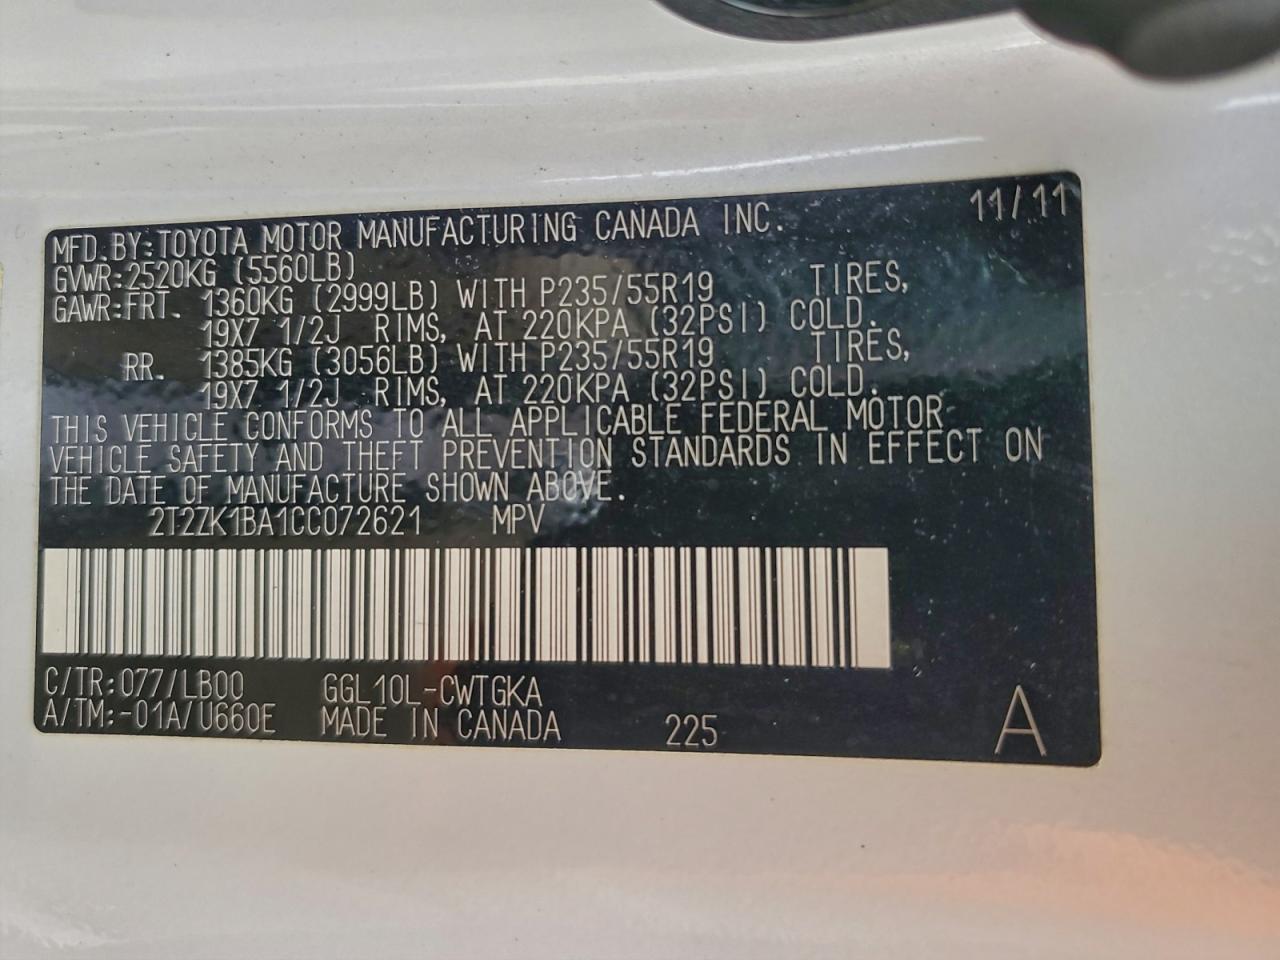 MFD.BY:TOYOTA MOTOR MANUFACTURING CANADA INC. 11/11
GVWR:2520KG (5560LB)
GAWR:FRT. 1360KG (2999LB) WITH P235/55R19 TIRES,
19X7 1/2J RIMS, AT 220KPA (32PSI) COLD.
RR. 1385KG (3056LB) WITH P235/55R19 TIRES,
19X7 1/2J RIMS, AT 220KPA (32PSI) COLD.
THIS VEHICLE CONFORMS TO ALL APPLICABLE FEDERAL MOTOR
VEHICLE SAFETY AND THEFT PREVENTION STANDARDS IN EFFECT ON
THE DATE OF MANUFACTURE SHOWN ABOVE.
2T2ZK1BA1CC072621 MPV
C/TR:077/LB00 GGL10L-CWTGKA
A/TM:-01A/U660E MADE IN CANADA 225 A